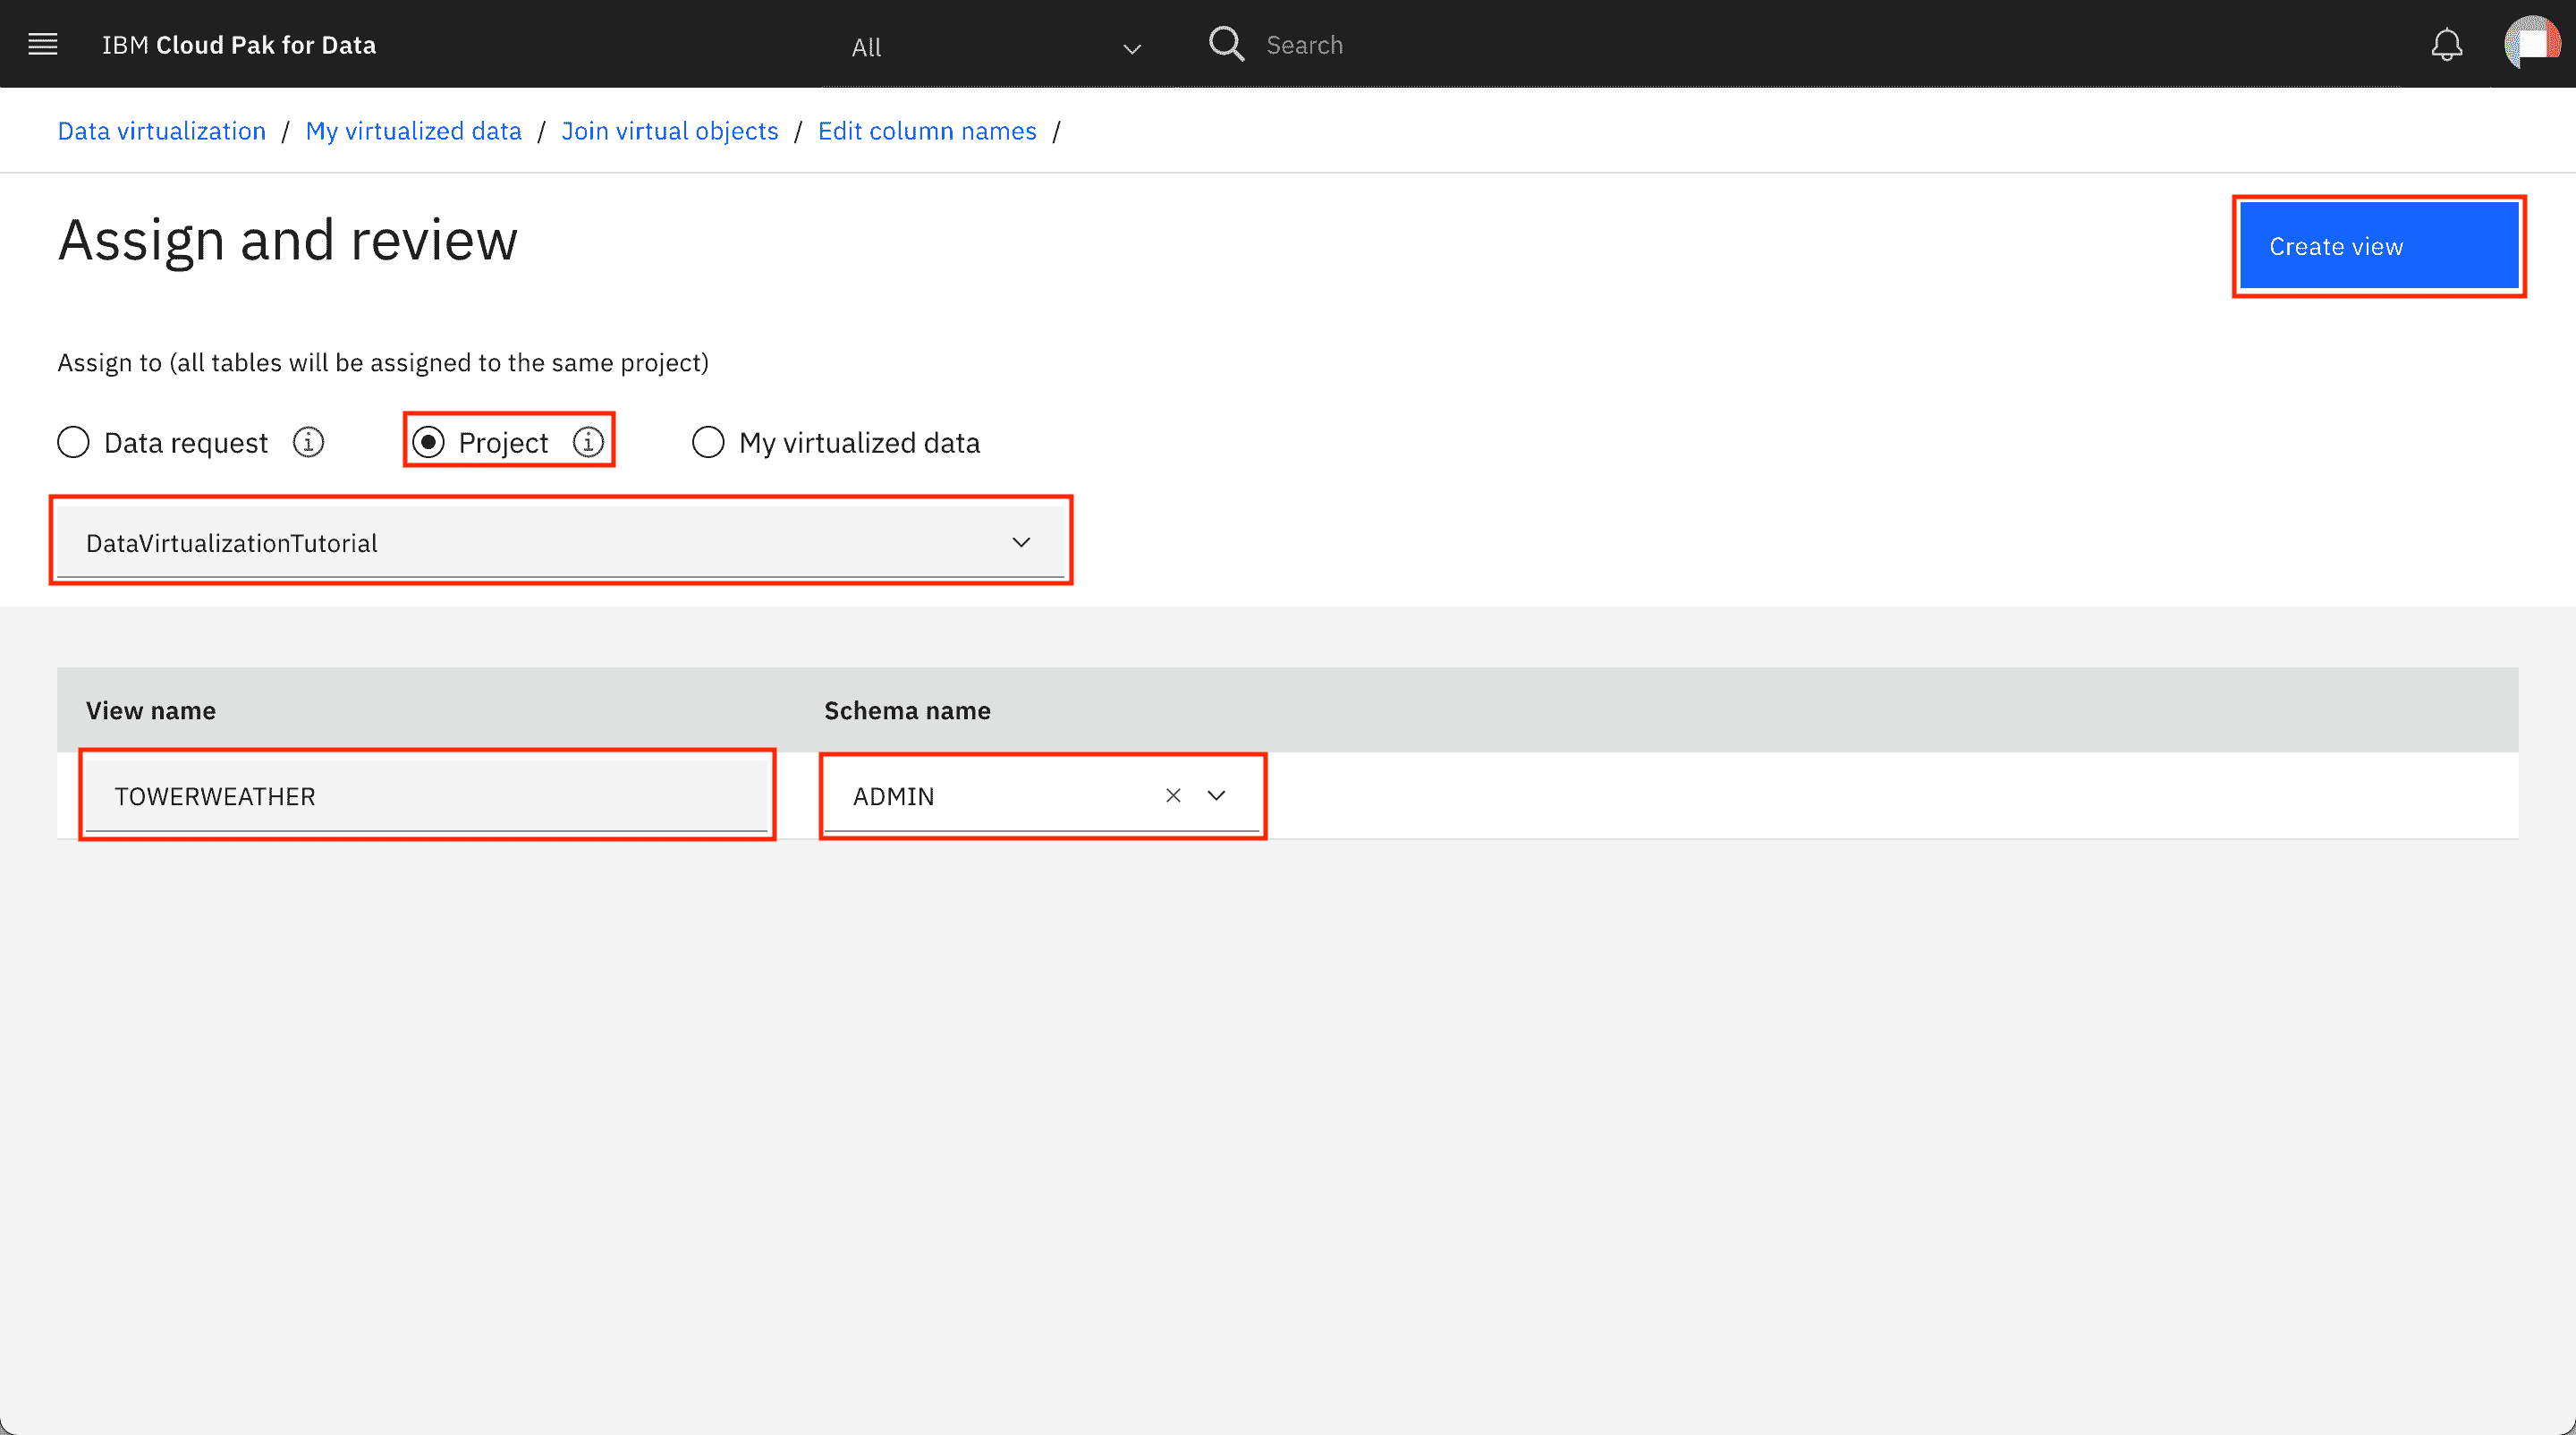 IBM Cloud Pak for Data All Search
Data virtualization / My virtualized data / Join virtual objects / Edit column names /
Assign and review
Create view
Assign to (all tables will be assigned to the same project)
Data request Project My virtualized data
DataVirtualizationTutorial
View name Schema name
TOWERWEATHER ADMIN